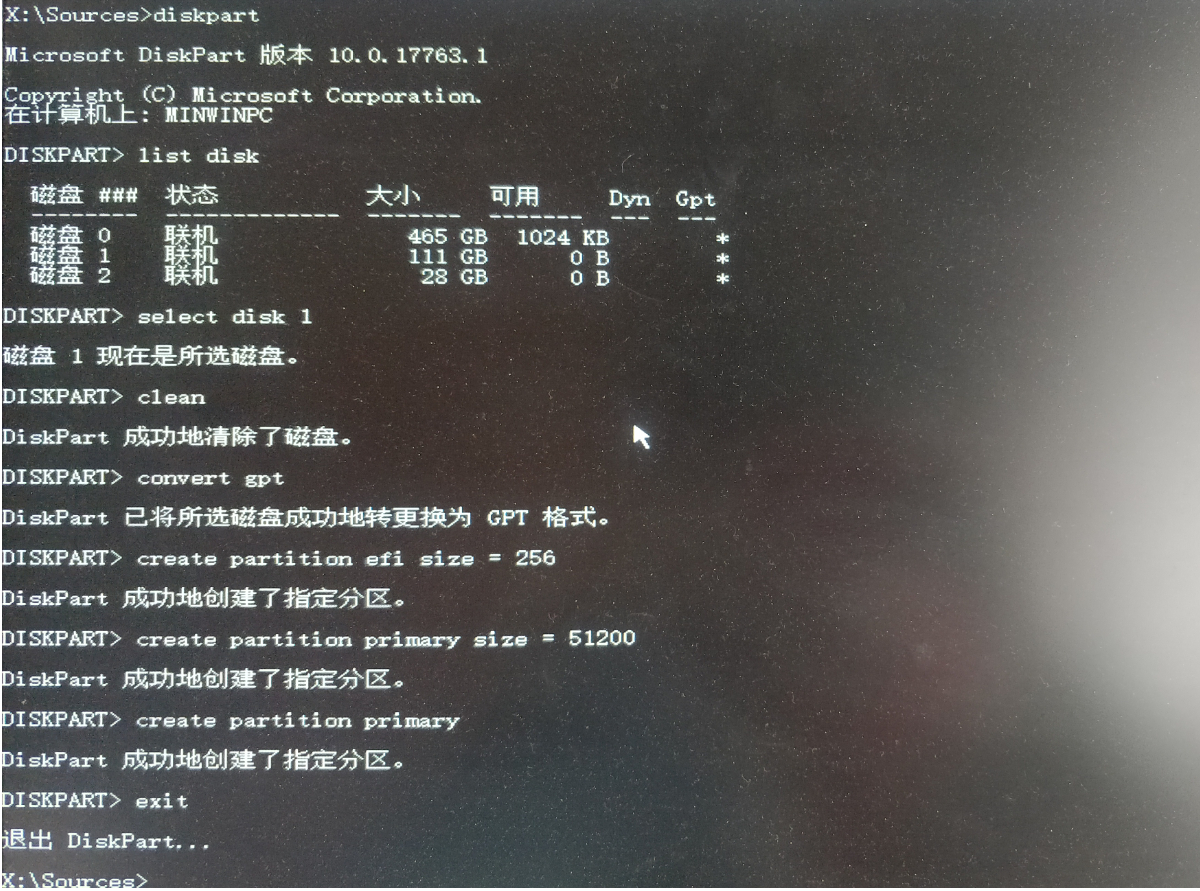 X:\Sources>diskpart
Microsoft DiskPart 版本 10.0.17763.1
Copyright (C) Microsoft Corporation.
在计算机上: MINWINPC
DISKPART> list disk
磁盘 ### 状态 大小 可用 Dyn Gpt
-------- ------------- ------- ------- --- ---
磁盘 0 联机 465 GB 1024 KB *
磁盘 1 联机 111 GB 0 B *
磁盘 2 联机 28 GB 0 B *
DISKPART> select disk 1
磁盘 1 现在是所选磁盘。
DISKPART> clean
DiskPart 成功地清除了磁盘。
DISKPART> convert gpt
DiskPart 已将所选磁盘成功地转更换为 GPT 格式。
DISKPART> create partition efi size = 256
DiskPart 成功地创建了指定分区。
DISKPART> create partition primary size = 51200
DiskPart 成功地创建了指定分区。
DISKPART> create partition primary
DiskPart 成功地创建了指定分区。
DISKPART> exit
退出 DiskPart...
X:\Sources>